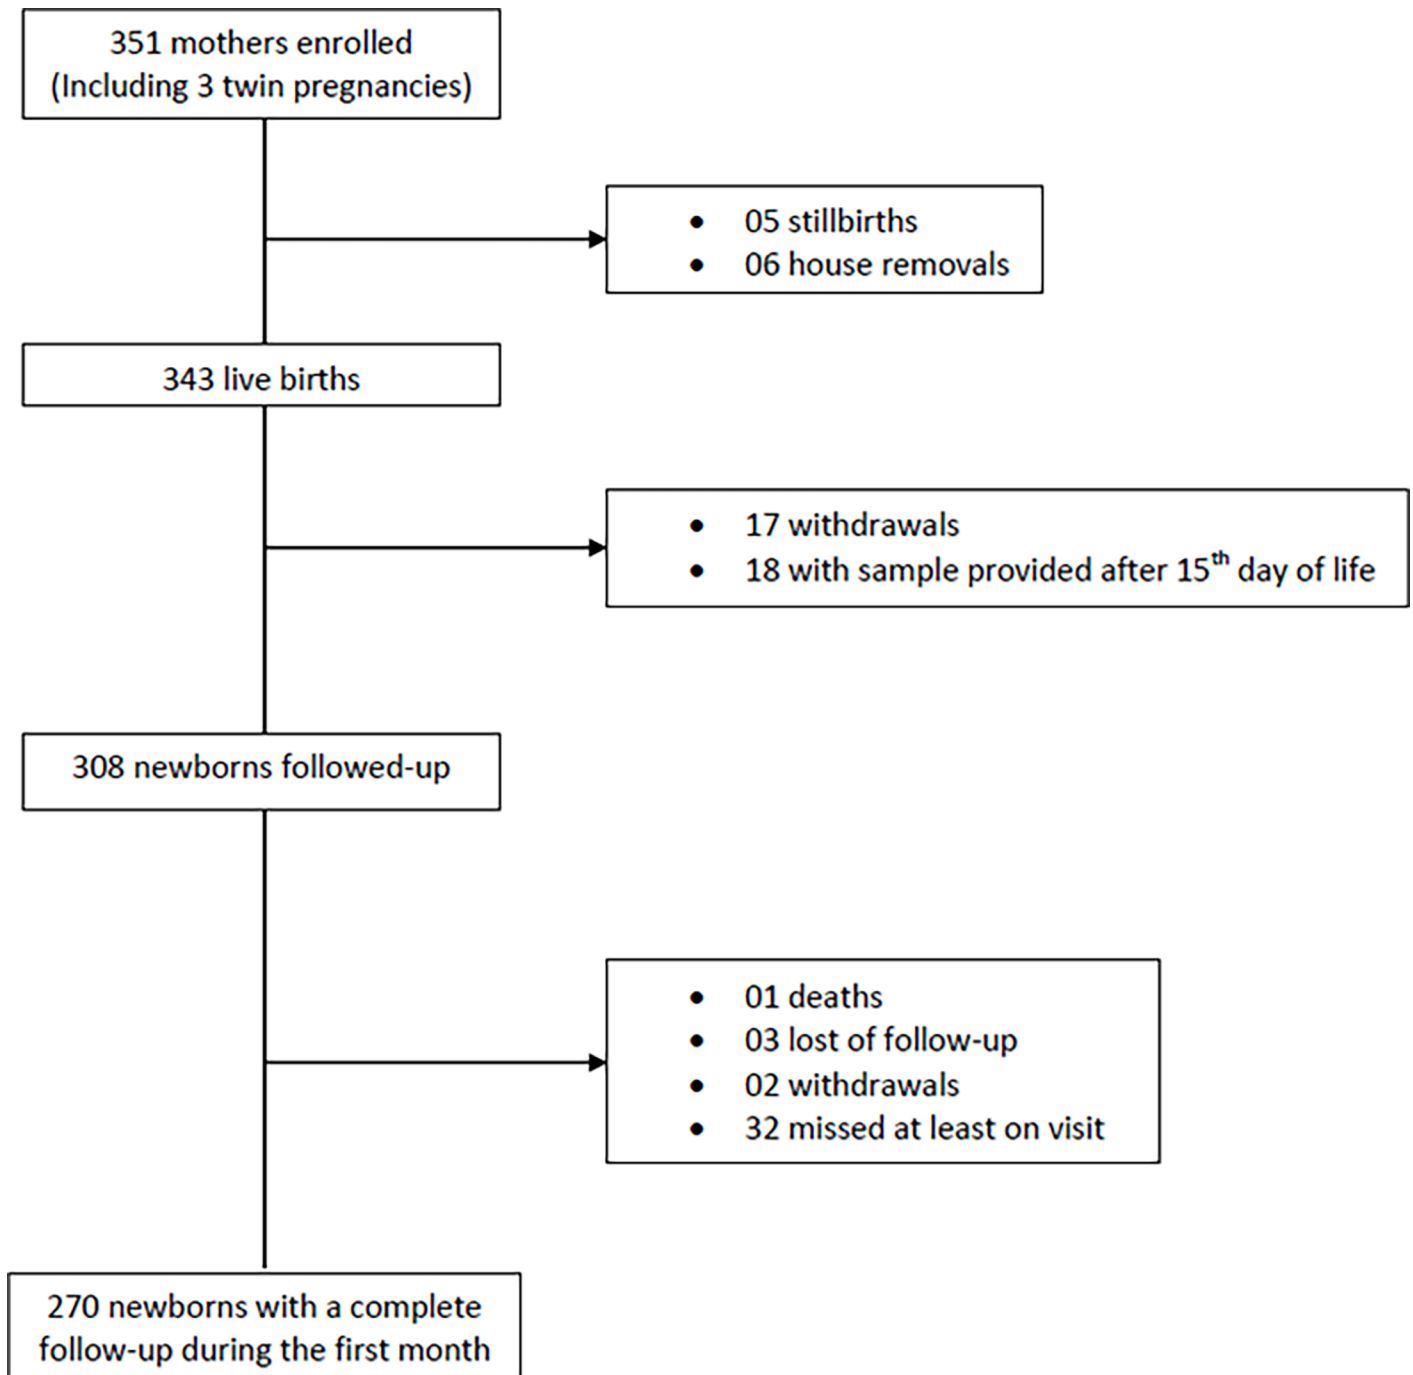 351 mothers enrolled
(Including 3 twin pregnancies)
• 05 stillbirths
• 06 house removals
343 live births
• 17 withdrawals
• 18 with sample provided after 15th day of life
308 newborns followed-up
• 01 deaths
• 03 lost of follow-up
• 02 withdrawals
• 32 missed at least on visit
270 newborns with a complete
follow-up during the first month